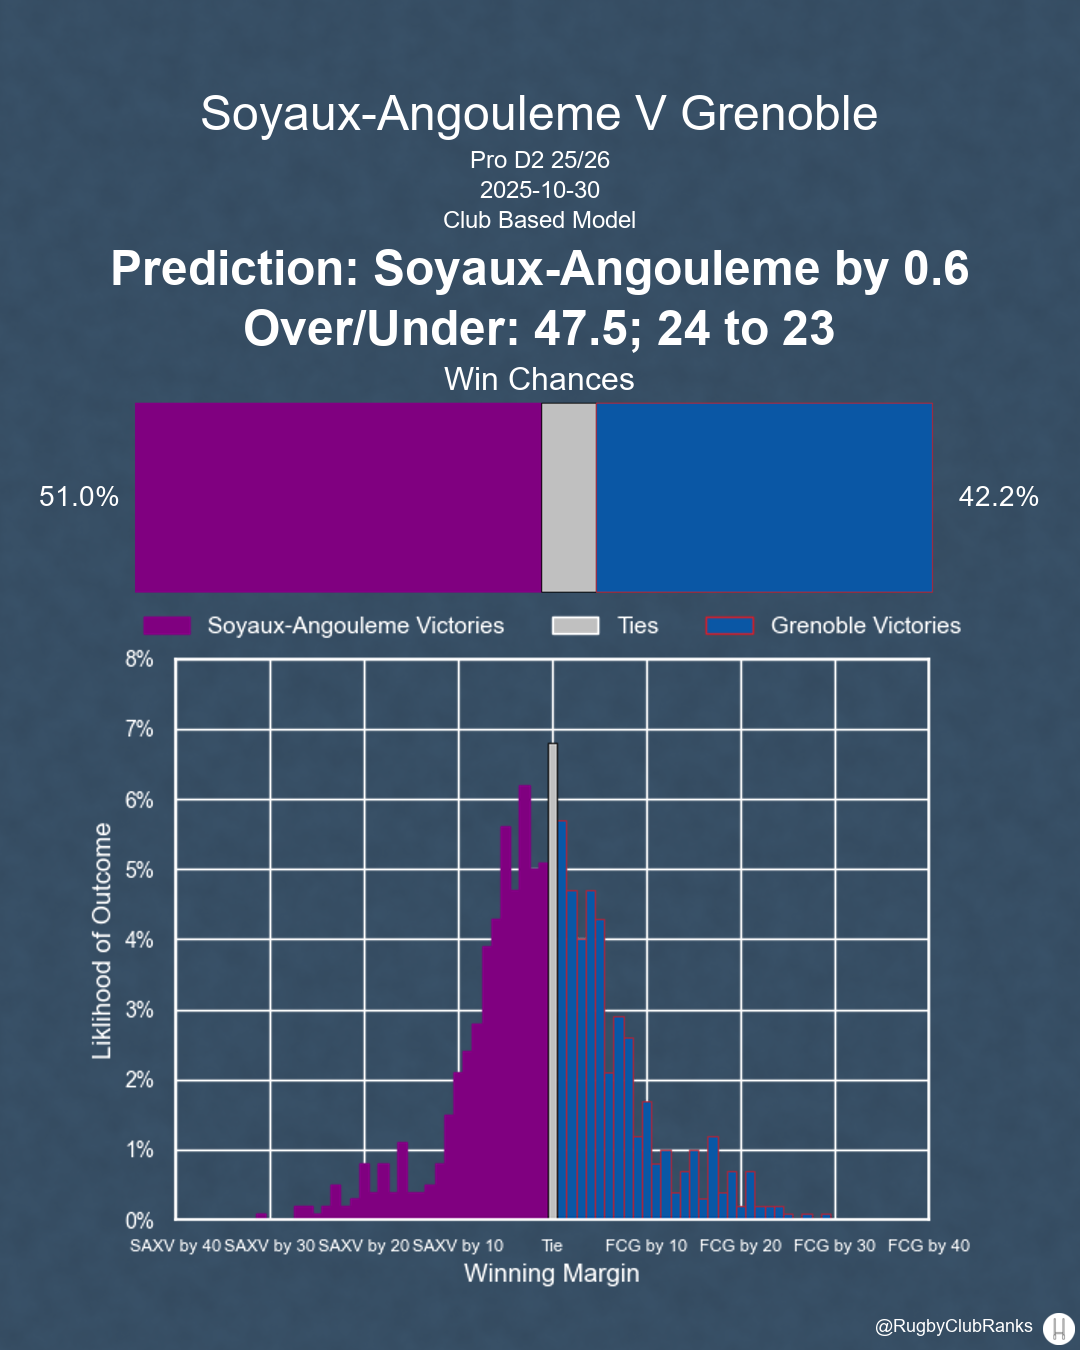 Soyaux-Angouleme V Grenoble
Pro D2 25/26
2025-10-30
Club Based Model
Prediction: Soyaux-Angouleme by 0.6
Over/Under: 47.5; 24 to 23
Win Chances
51.0%
42.2%
Soyaux-Angouleme Victories
Ties
Grenoble Victories
8%
7%
6%
5%
4%
3%
2%
1%
0%
Liklihood of Outcome
SAXV by 40 SAXV by 30 SAXV by 20 SAXV by 10 Tie FCG by 10 FCG by 20 FCG by 30 FCG by 40
Winning Margin
@RugbyClubRanks